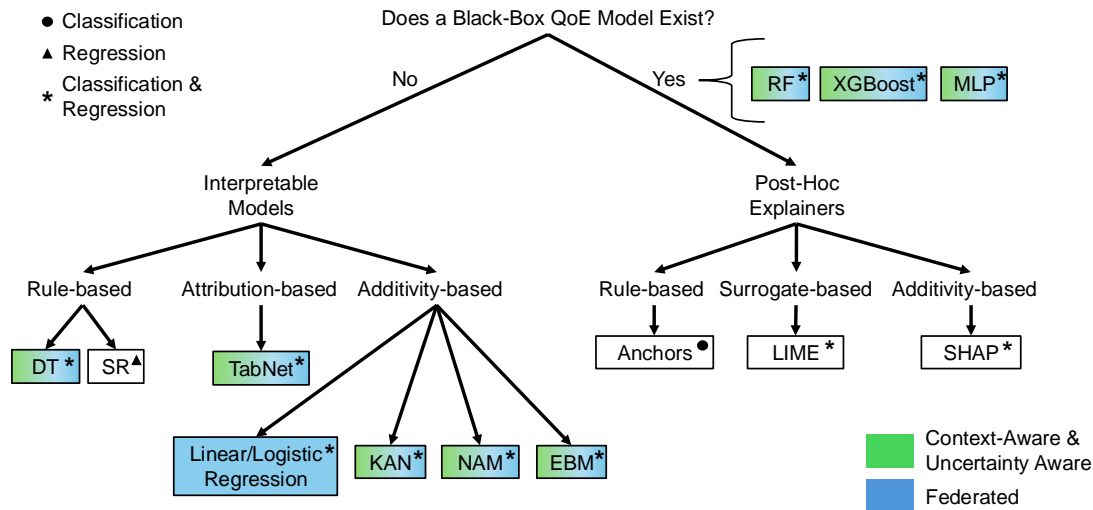 Does a Black-Box QoE Model Exist?
● Classification
▲ Regression
* Classification &
Regression
No
Yes
RF *
XGBoost *
MLP *
Interpretable
Models
Post-Hoc
Explainers
Rule-based
Attribution-based
Additivity-based
Rule-based
Surrogate-based
Additivity-based
DT *
SR ▲
TabNet *
Anchors ●
LIME *
SHAP *
Linear/Logistic *
Regression
KAN *
NAM *
EBM *
Context-Aware &
Uncertainty Aware
Federated